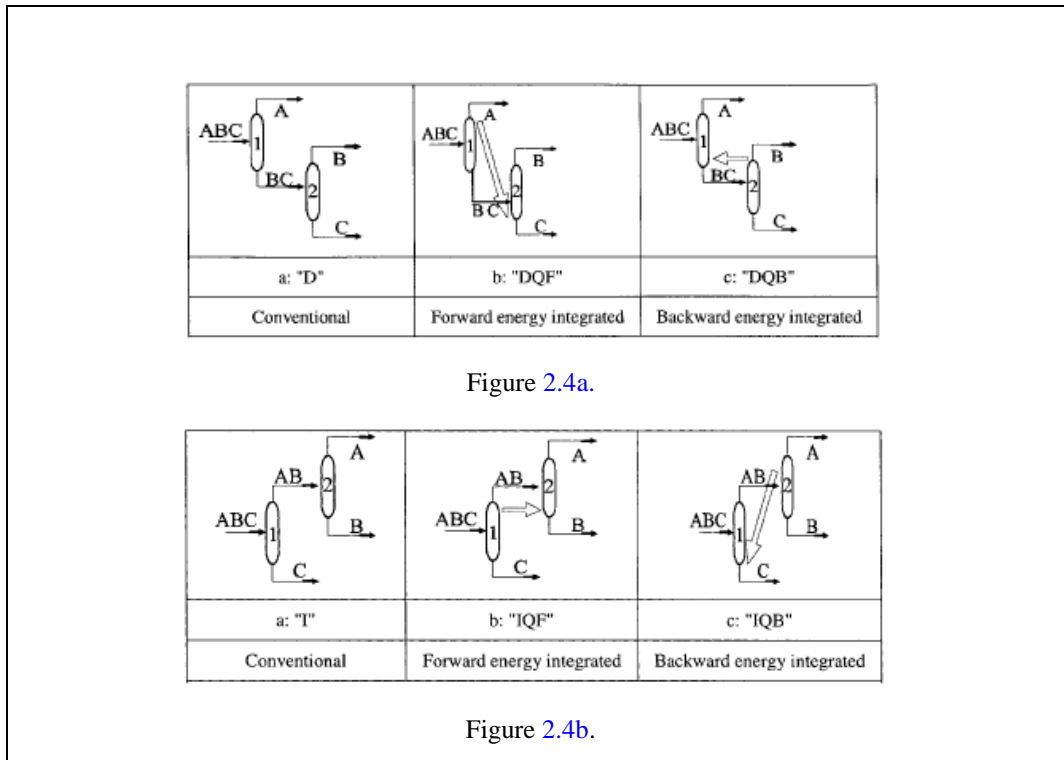 A
ABC
1
B
BC
2
C
A
ABC
1
B
B C
2
C
A
ABC
1
B
BC
2
C
a: "D"
b: "DQF"
c: "DQB"
Conventional
Forward energy integrated
Backward energy integrated
Figure 2.4a.
A
AB
2
ABC
1
B
C
A
AB
2
ABC
1
B
C
A
AB
2
ABC
1
B
C
a: "I"
b: "IQF"
c: "IQB"
Conventional
Forward energy integrated
Backward energy integrated
Figure 2.4b.